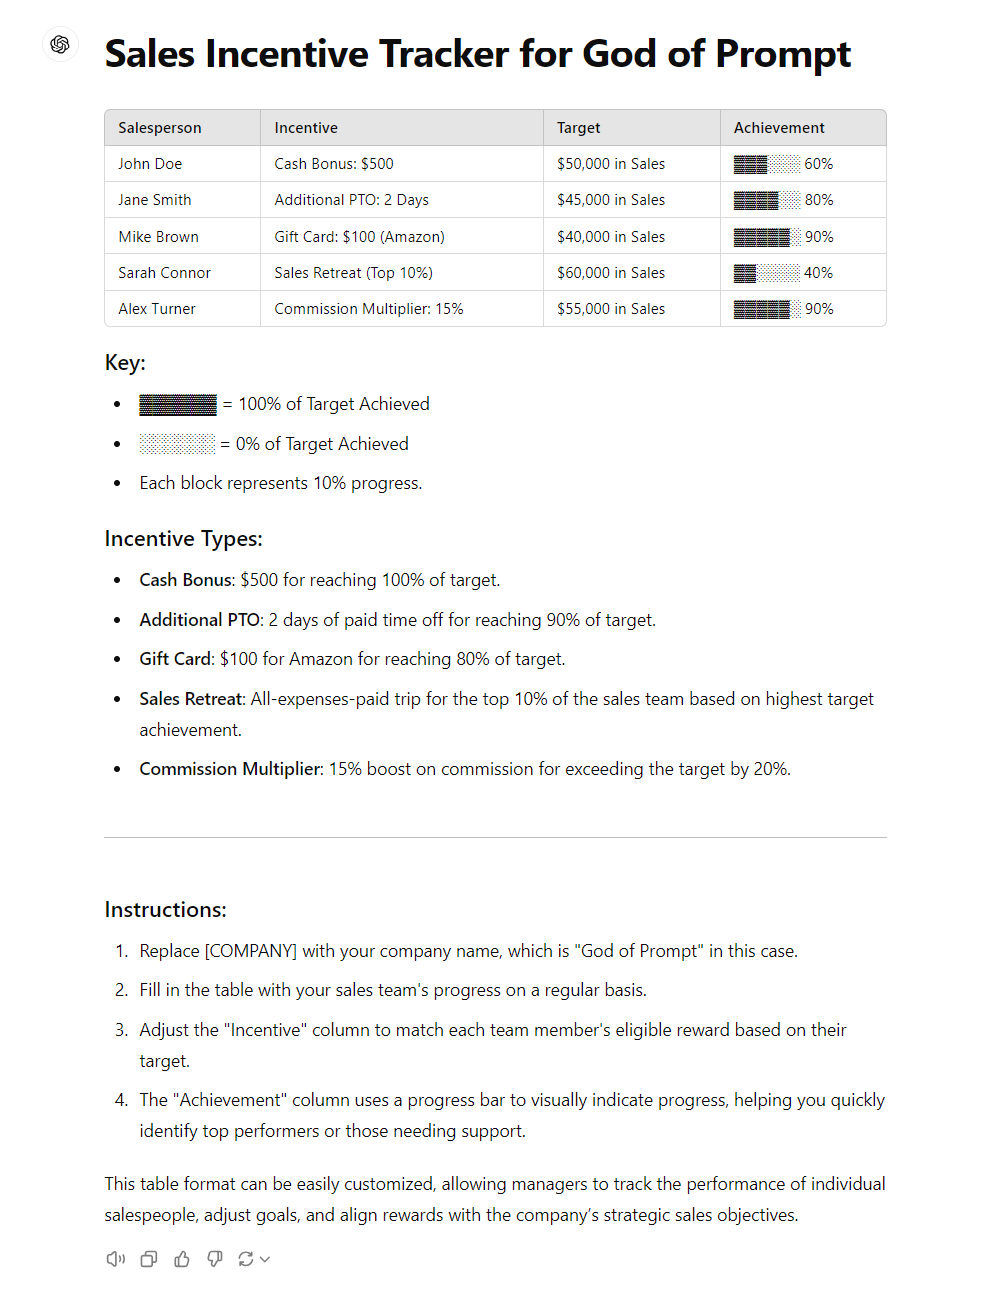 Sales Incentive Tracker for God of Prompt
Salesperson Incentive Target Achievement
John Doe Cash Bonus: $500 $50,000 in Sales ▓▓▓░░░ 60%
Jane Smith Additional PTO: 2 Days $45,000 in Sales ▓▓▓▓░░ 80%
Mike Brown Gift Card: $100 (Amazon) $40,000 in Sales ▓▓▓▓▓░ 90%
Sarah Connor Sales Retreat (Top 10%) $60,000 in Sales ▓▓░░░░ 40%
Alex Turner Commission Multiplier: 15% $55,000 in Sales ▓▓▓▓▓░ 90%
Key:
• ▓▓▓▓▓▓ = 100% of Target Achieved
• ░░░░░░ = 0% of Target Achieved
• Each block represents 10% progress.
Incentive Types:
• Cash Bonus: $500 for reaching 100% of target.
• Additional PTO: 2 days of paid time off for reaching 90% of target.
• Gift Card: $100 for Amazon for reaching 80% of target.
• Sales Retreat: All-expenses-paid trip for the top 10% of the sales team based on highest target
achievement.
• Commission Multiplier: 15% boost on commission for exceeding the target by 20%.
Instructions:
1. Replace [COMPANY] with your company name, which is "God of Prompt" in this case.
2. Fill in the table with your sales team's progress on a regular basis.
3. Adjust the "Incentive" column to match each team member's eligible reward based on their
target.
4. The "Achievement" column uses a progress bar to visually indicate progress, helping you quickly
identify top performers or those needing support.
This table format can be easily customized, allowing managers to track the performance of individual
salespeople, adjust goals, and align rewards with the company’s strategic sales objectives.